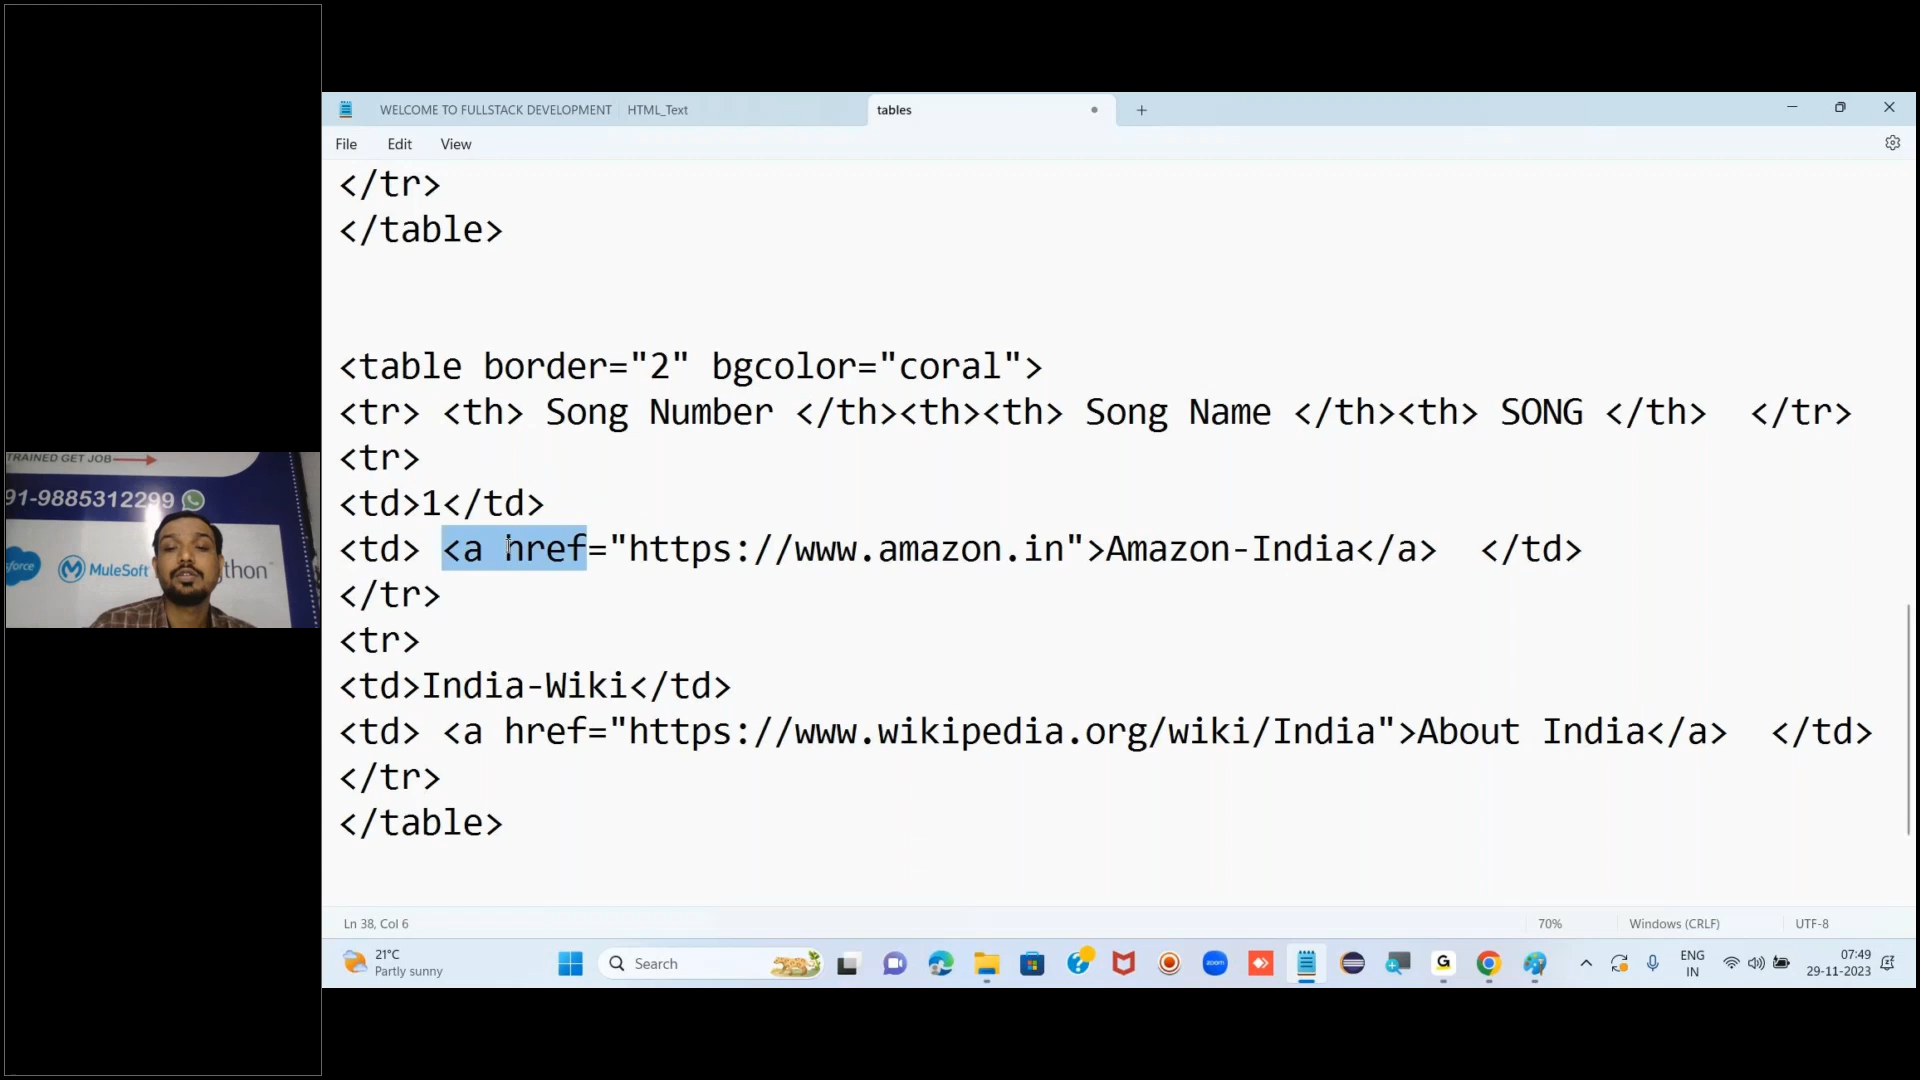 WELCOME TO FULLSTACK DEVELOPMENT HTML_Text tables
File Edit View
</tr>
</table>
<table border="2" bgcolor="coral">
<tr> <th> Song Number </th><th><th> Song Name </th><th> SONG </th>  </tr>
<tr>
<td>1</td>
<td> <a href="https://www.amazon.in">Amazon-India</a>  </td>
</tr>
<tr>
<td>India-Wiki</td>
<td> <a href="https://www.wikipedia.org/wiki/India">About India</a>  </td>
</tr>
</table>
Ln 38, Col 6 70% Windows (CRLF) UTF-8
21°C
Partly sunny
Search
zoom
G
ENG
IN
07:49
29-11-2023
TRAINED GET JOB
91-9885312299
force MuleSoft thon